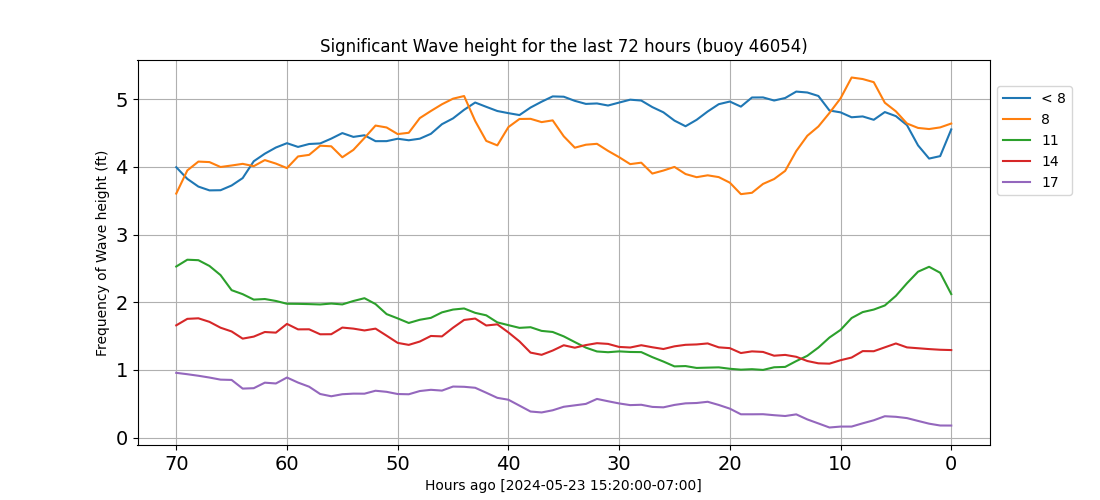 Significant Wave height for the last 72 hours (buoy 46054)
Frequency of Wave height (ft)
5
4
3
2
1
0
70 60 50 40 30 20 10 0
Hours ago [2024-05-23 15:20:00-07:00]
< 8
8
11
14
17